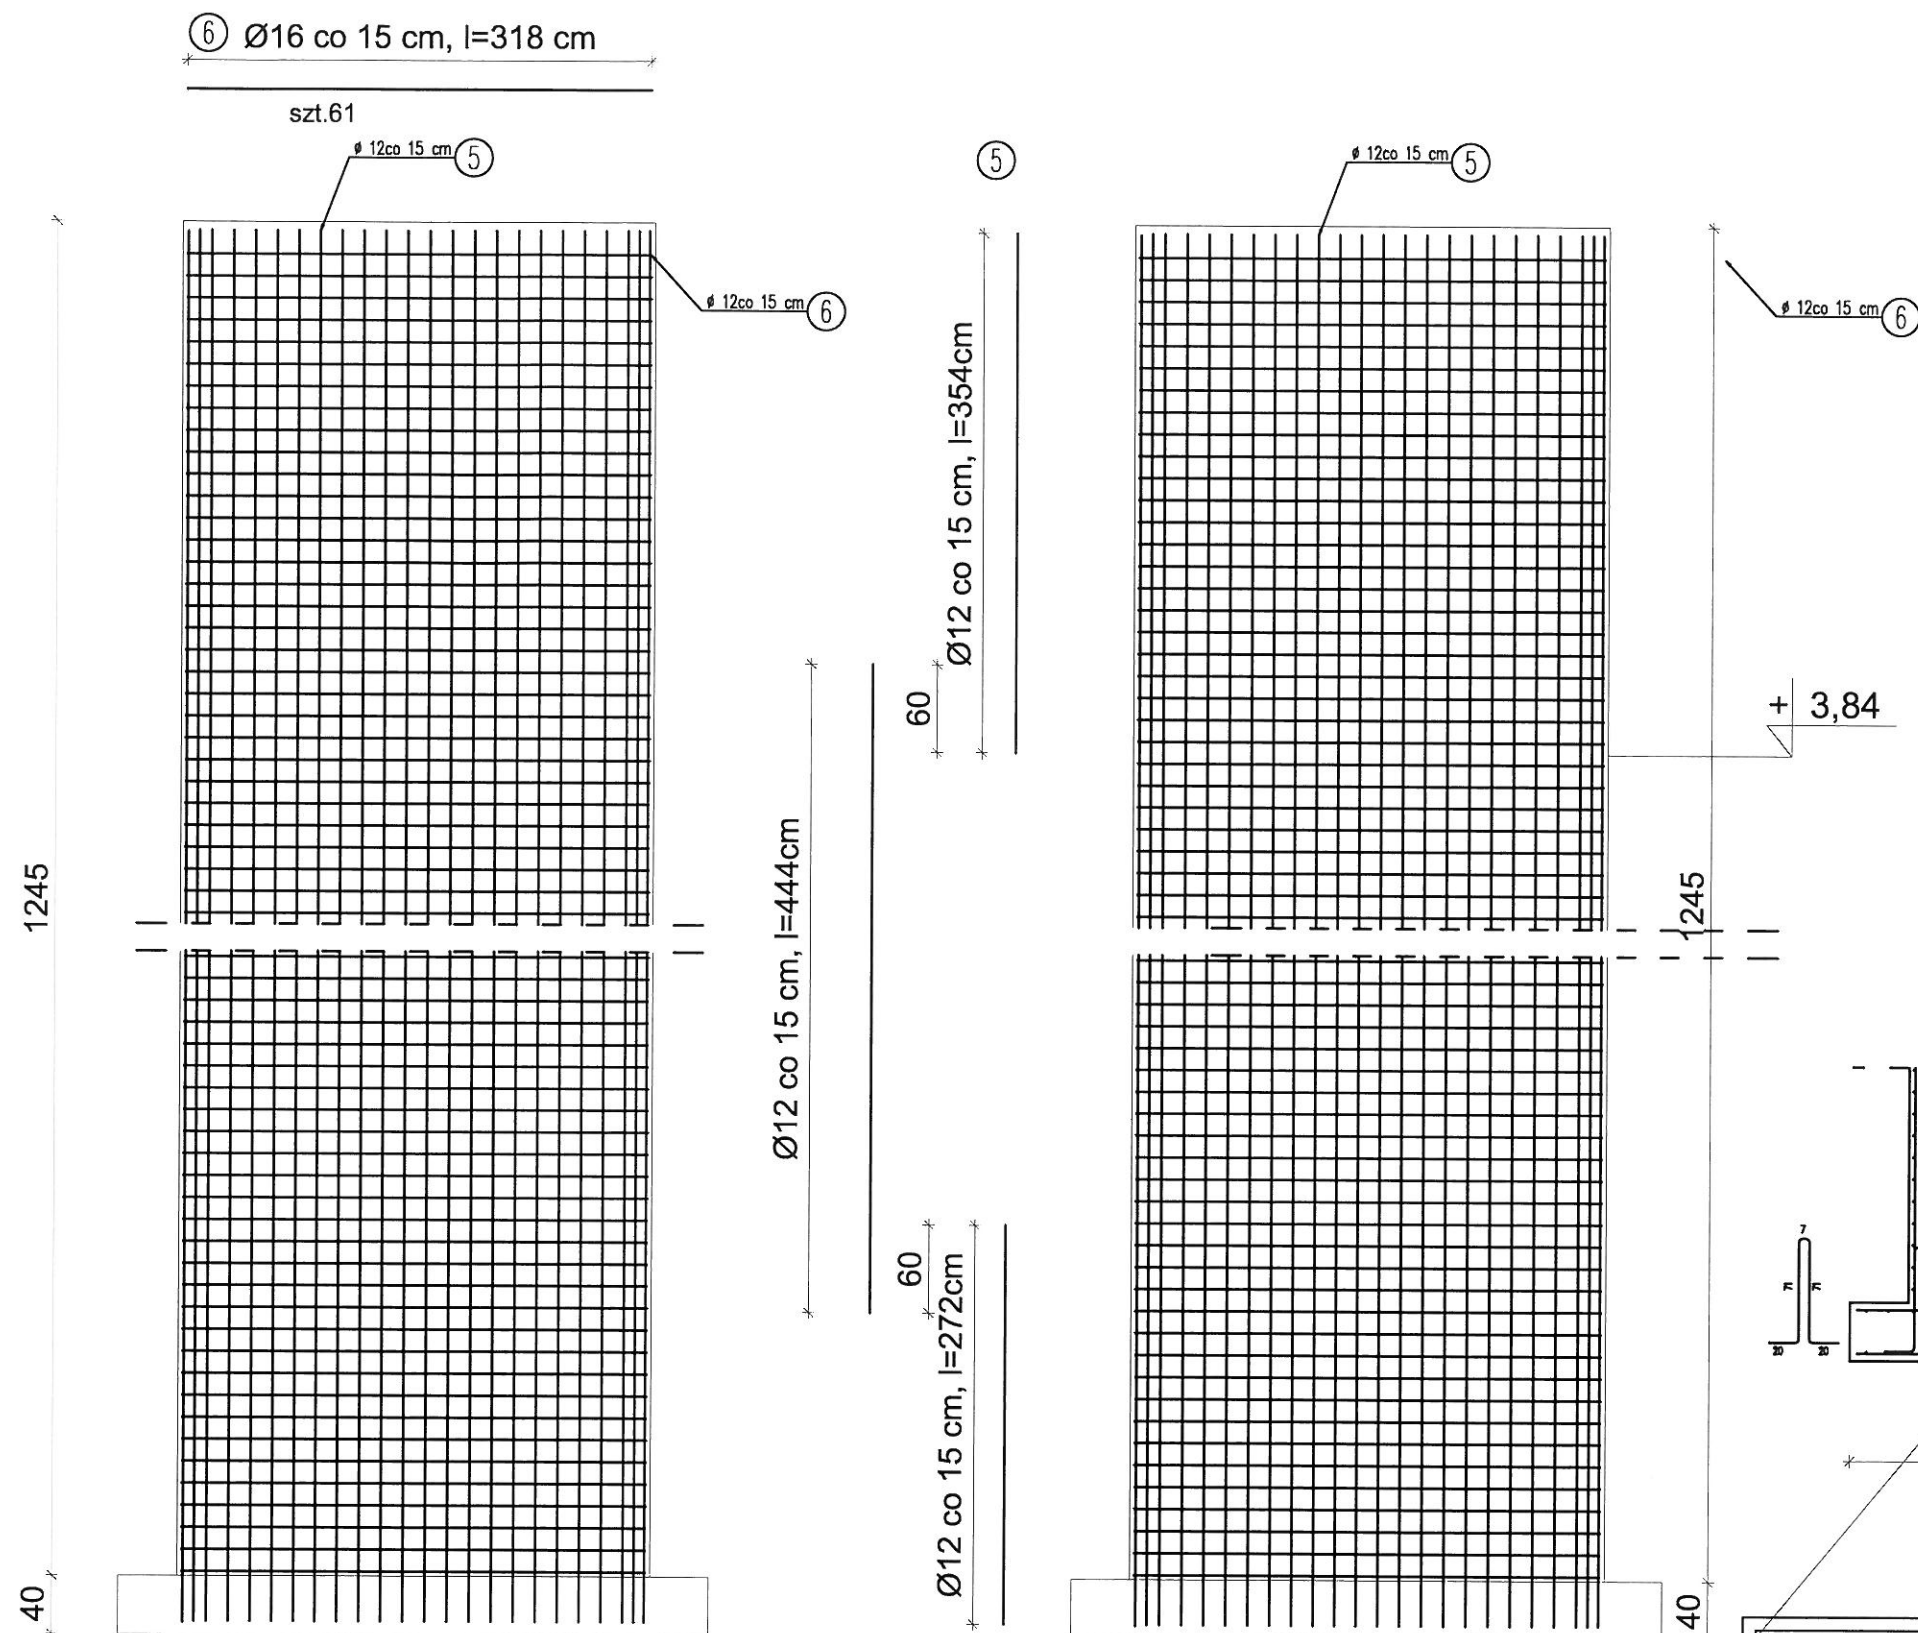 6 Ø16 co 15 cm, l=318 cm
szt.61
ø 12co 15 cm 5
ø 12co 15 cm 6
1245
40
5
Ø12 co 15 cm, l=354cm
60
Ø12 co 15 cm, l=444cm
60
Ø12 co 15 cm, l=272cm
ø 12co 15 cm 5
ø 12co 15 cm 6
+ 3,84
1245
40
7
71
71
20
20